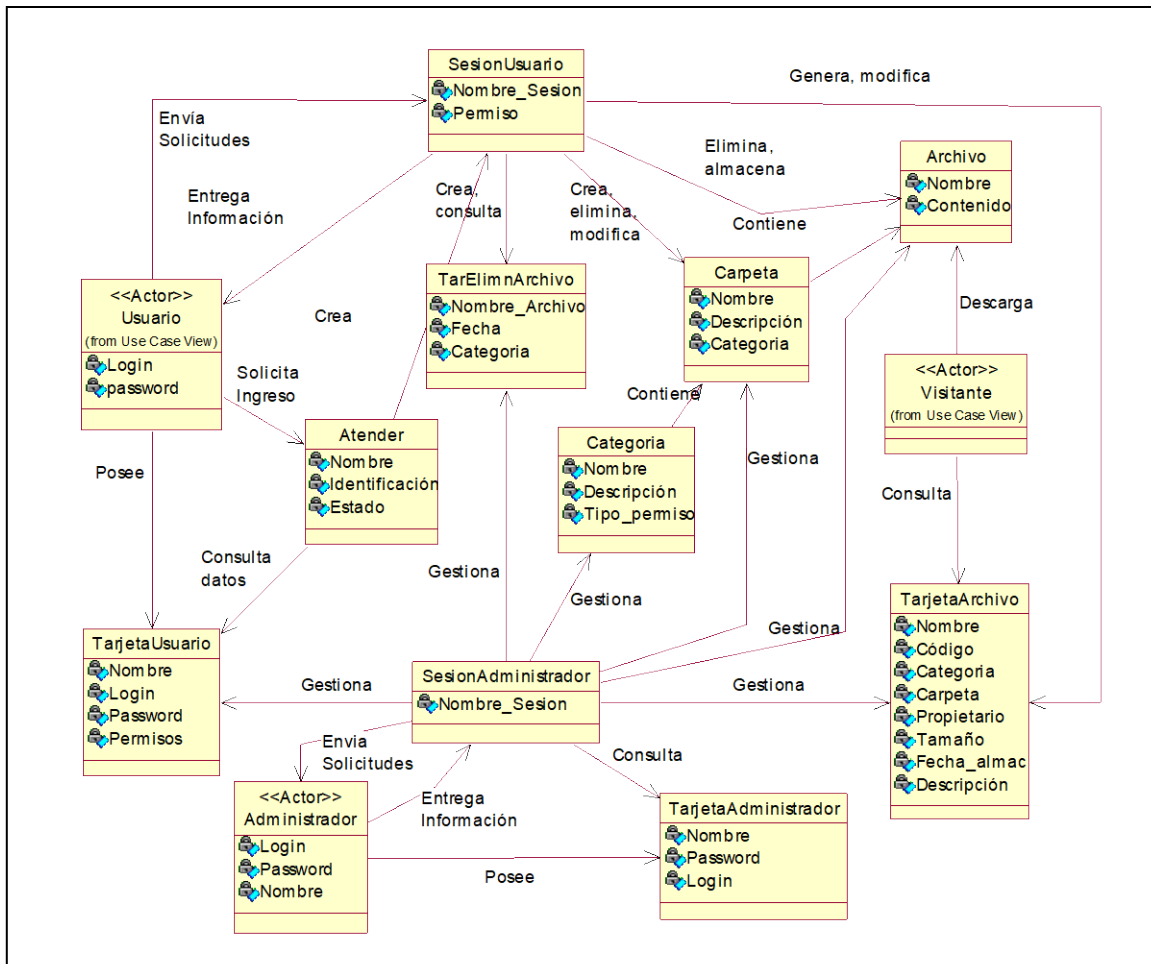 SesionUsuario
Nombre_Sesion
Permiso
Genera, modifica
Envía
Solicitudes
Elimina,
almacena
Archivo
Nombre
Contenido
Entrega
Información
Crea,
consulta
Crea,
elimina,
modifica
Contiene
<<Actor>>
Usuario
(from Use Case View)
Login
password
TarElimnArchivo
Nombre_Archivo
Fecha
Categoria
Carpeta
Nombre
Descripción
Categoria
Descarga
Crea
<<Actor>>
Visitante
(from Use Case View)
Solicita
Ingreso
Contiene
Atender
Nombre
Identificación
Estado
Categoria
Nombre
Descripción
Tipo_permiso
Gestiona
Posee
Consulta
Consulta
datos
Gestiona
Gestiona
Gestiona
TarjetaArchivo
Nombre
Código
Categoria
Carpeta
Propietario
Tamaño
Fecha_almac
Descripción
TarjetaUsuario
Nombre
Login
Password
Permisos
Gestiona
SesionAdministrador
Nombre_Sesion
Gestiona
Envia
Solicitudes
Consulta
<<Actor>>
Administrador
Login
Password
Nombre
Entrega
Información
Posee
TarjetaAdministrador
Nombre
Password
Login